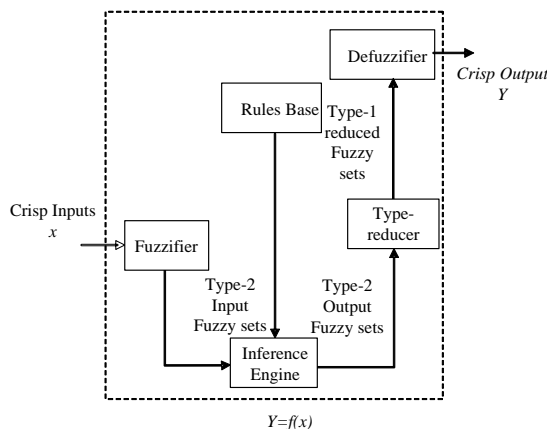 Defuzzifier
Crisp Output
Y
Rules Base
Type-1
reduced
Fuzzy
sets
Crisp Inputs
x
Fuzzifier
Type-
reducer
Type-2
Input
Fuzzy sets
Type-2
Output
Fuzzy sets
Inference
Engine
Y=f(x)